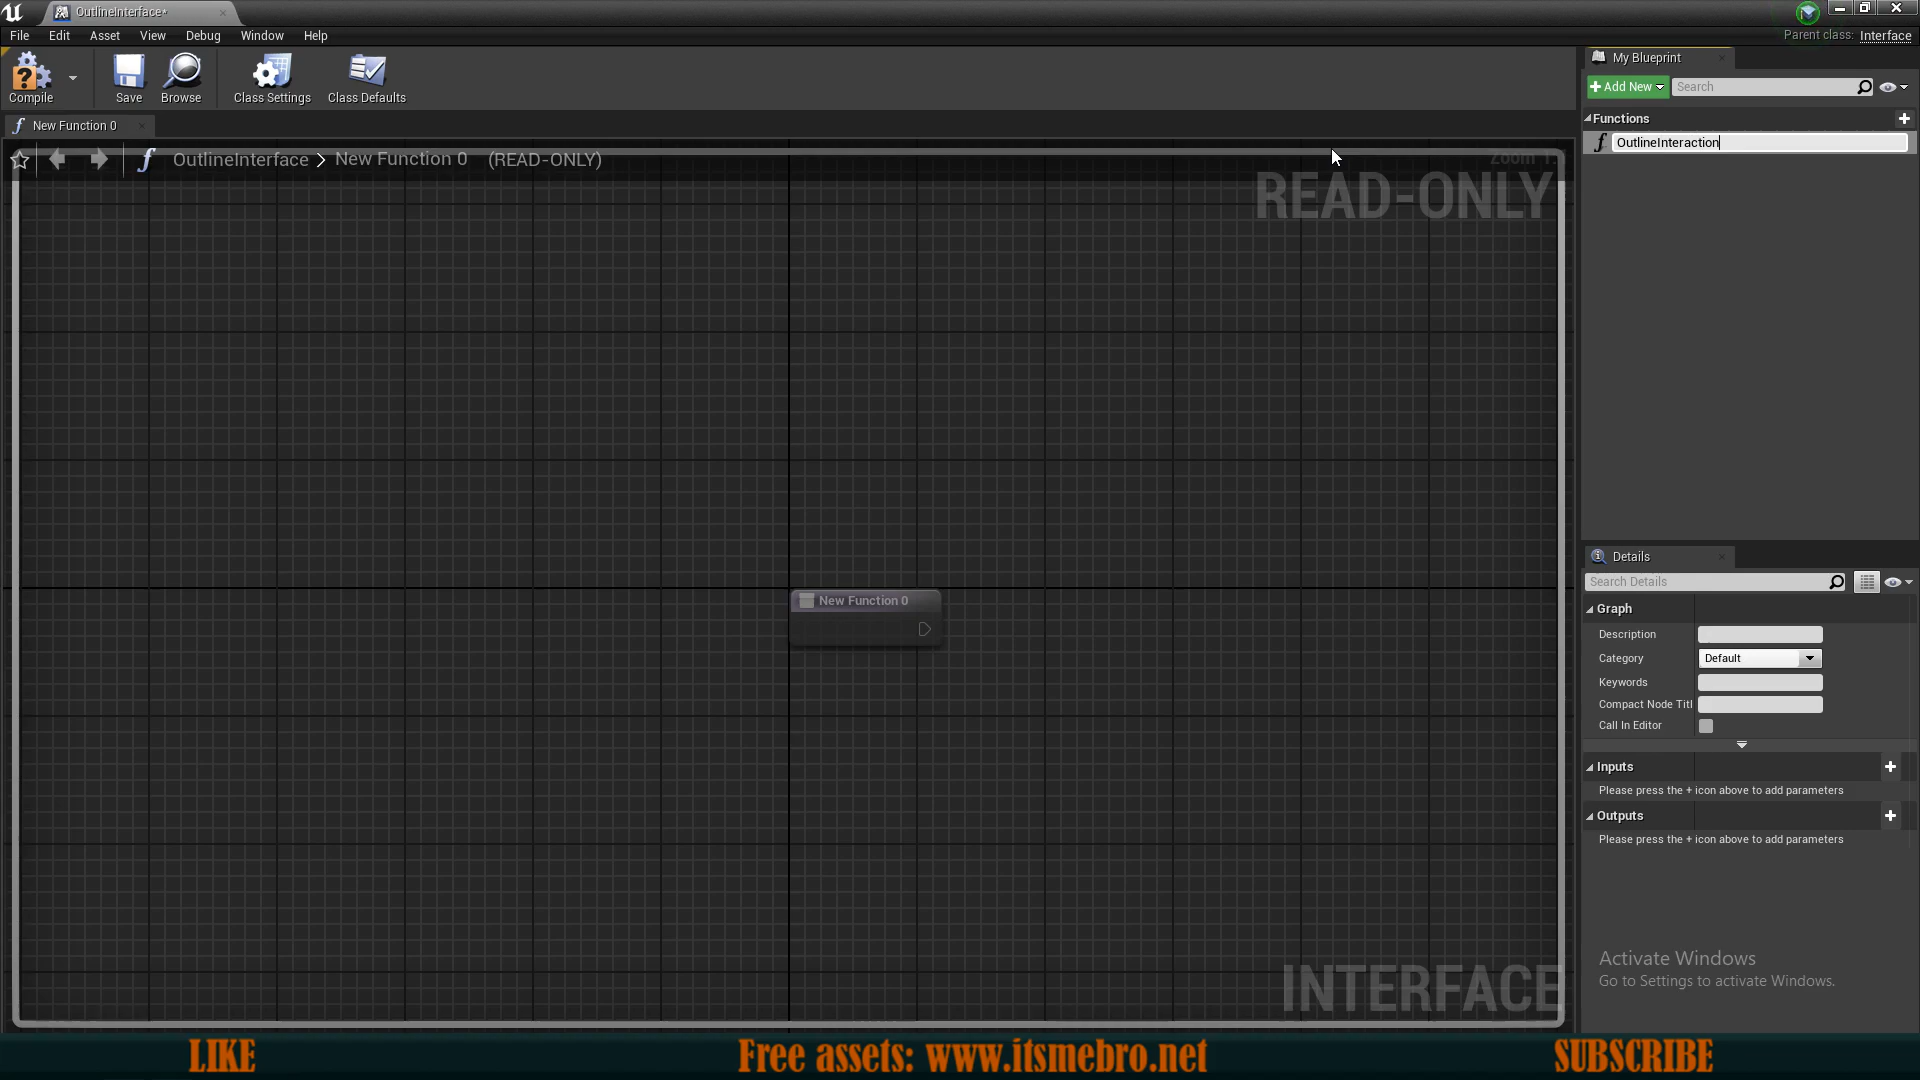 OutlineInterface*
File Edit Asset View Debug Window Help
Parent class: Interface
Compile Save Browse Class Settings Class Defaults
My Blueprint
+ Add New Search
New Function 0
Functions
OutlineInteraction
OutlineInterface > New Function 0 (READ-ONLY)
READ-ONLY
New Function 0
Details
Search Details
Graph
Description
Category Default
Keywords
Compact Node Titl
Call In Editor
Inputs
Please press the + icon above to add parameters
Outputs
Please press the + icon above to add parameters
Activate Windows
Go to Settings to activate Windows.
INTERFACE
LIKE Free assets: www.itsmebro.net SUBSCRIBE